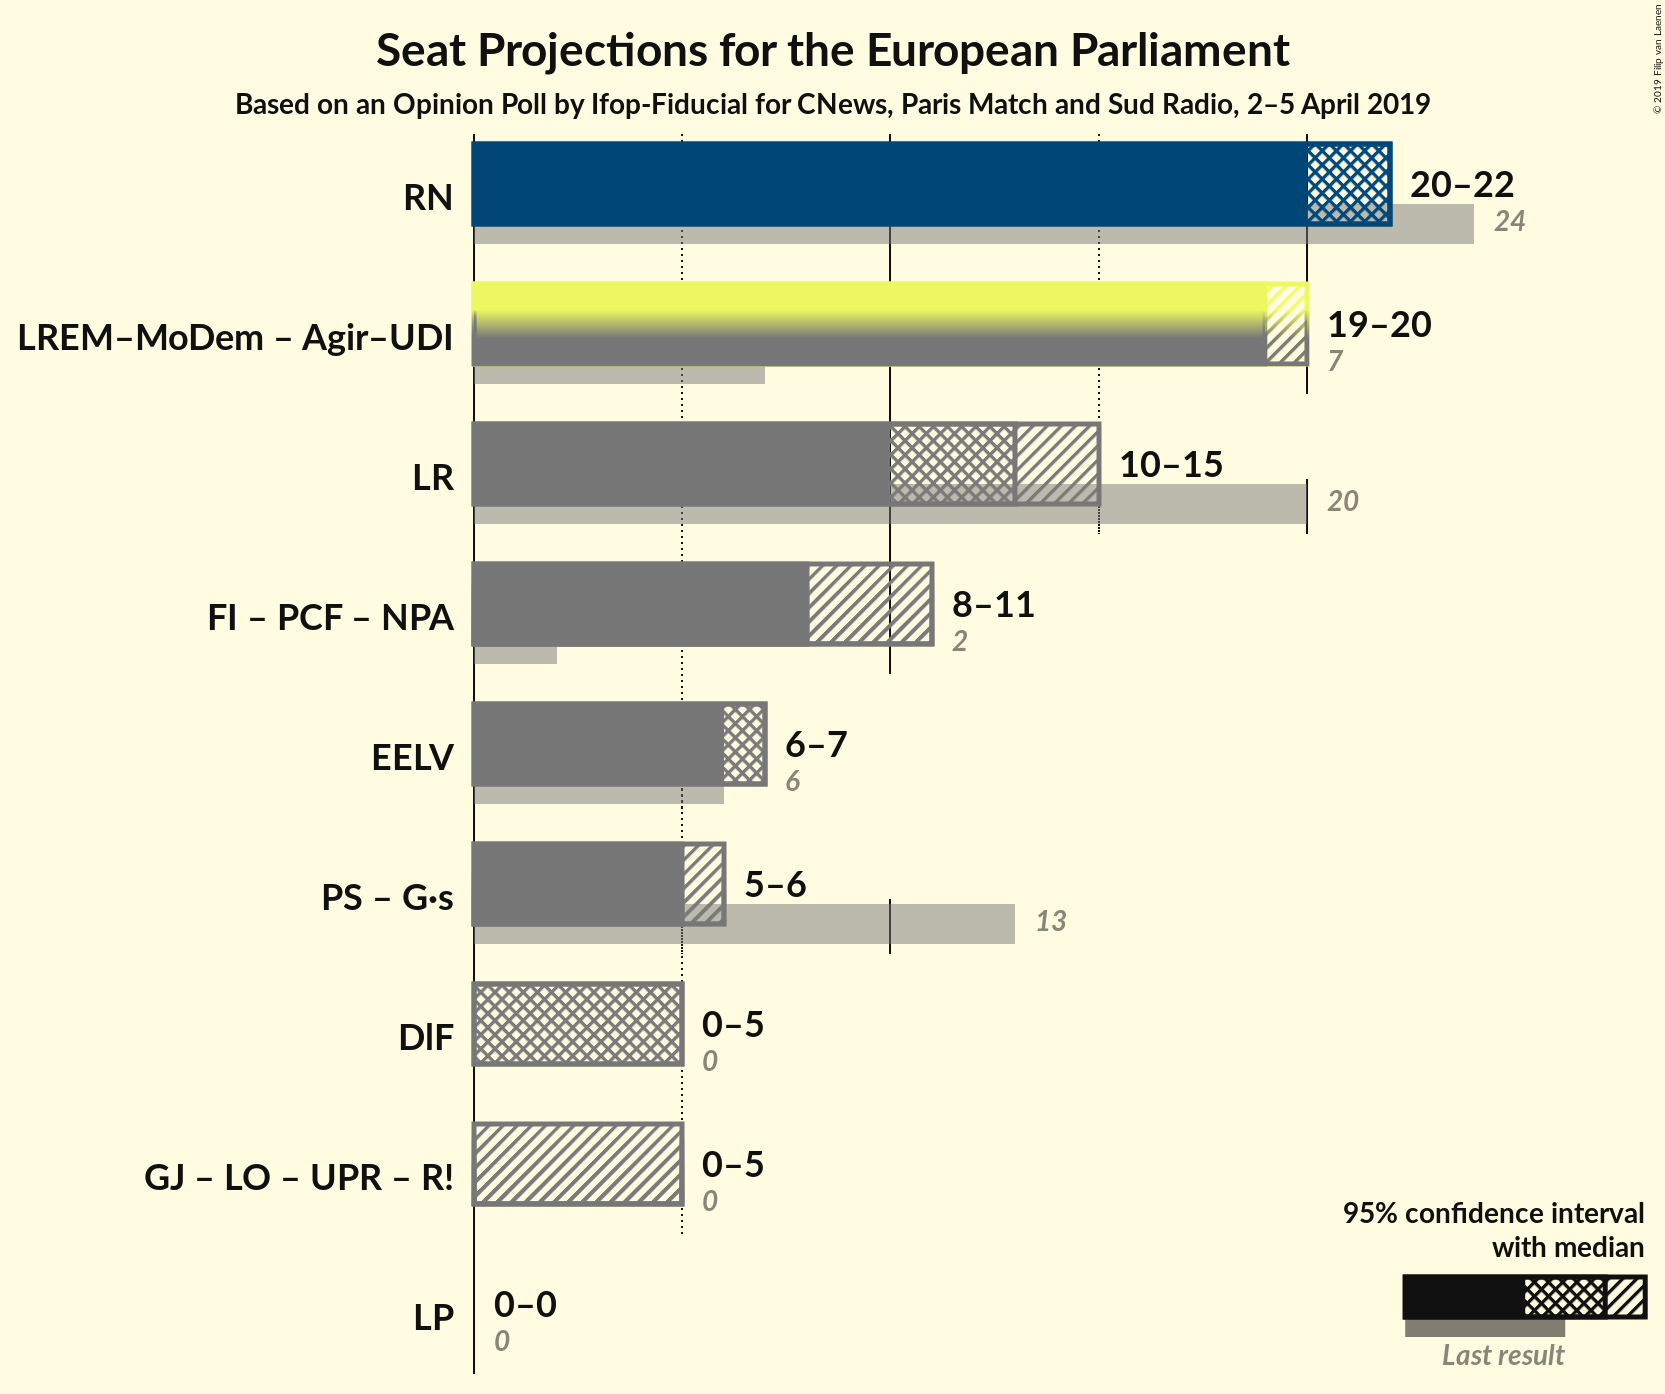 Seat Projections for the European Parliament
Based on an Opinion Poll by Ifop-Fiducial for CNews, Paris Match and Sud Radio, 2–5 April 2019
© 2019 Filip van Laenen
RN
20–22
24
LREM–MoDem – Agir–UDI
19–20
7
LR
10–15
20
FI – PCF – NPA
8–11
2
EELV
6–7
6
PS – G·s
5–6
13
DlF
0–5
0
GJ – LO – UPR – R!
0–5
0
LP
0–0
0
95% confidence interval
with median
Last result